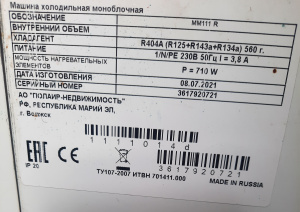 Машина холодильная моноблочная
ОБОЗНАЧЕНИЕ MM111 R
ВНУТРЕННИЙ ОБЪЕМ
ХЛАДАГЕНТ R404A (R125+R143a+R134a) 560 г.
ПИТАНИЕ 1/N/PE 230В 50Гц I = 3,8 А
МОЩНОСТЬ НАГРЕВАТЕЛЬНЫХ ЭЛЕМЕНТОВ P = 710 W
ДАТА ИЗГОТОВЛЕНИЯ 08.07.2021
СЕРИЙНЫЙ НОМЕР 3617920721
АО "ПОЛАИР-НЕДВИЖИМОСТЬ"
РФ, РЕСПУБЛИКА МАРИЙ ЭЛ,
г. Волжск
1111014d
EAC CE
IP 20
3617920721
ТУ107-2007 ИТВН 701411.000
MADE IN RUSSIA